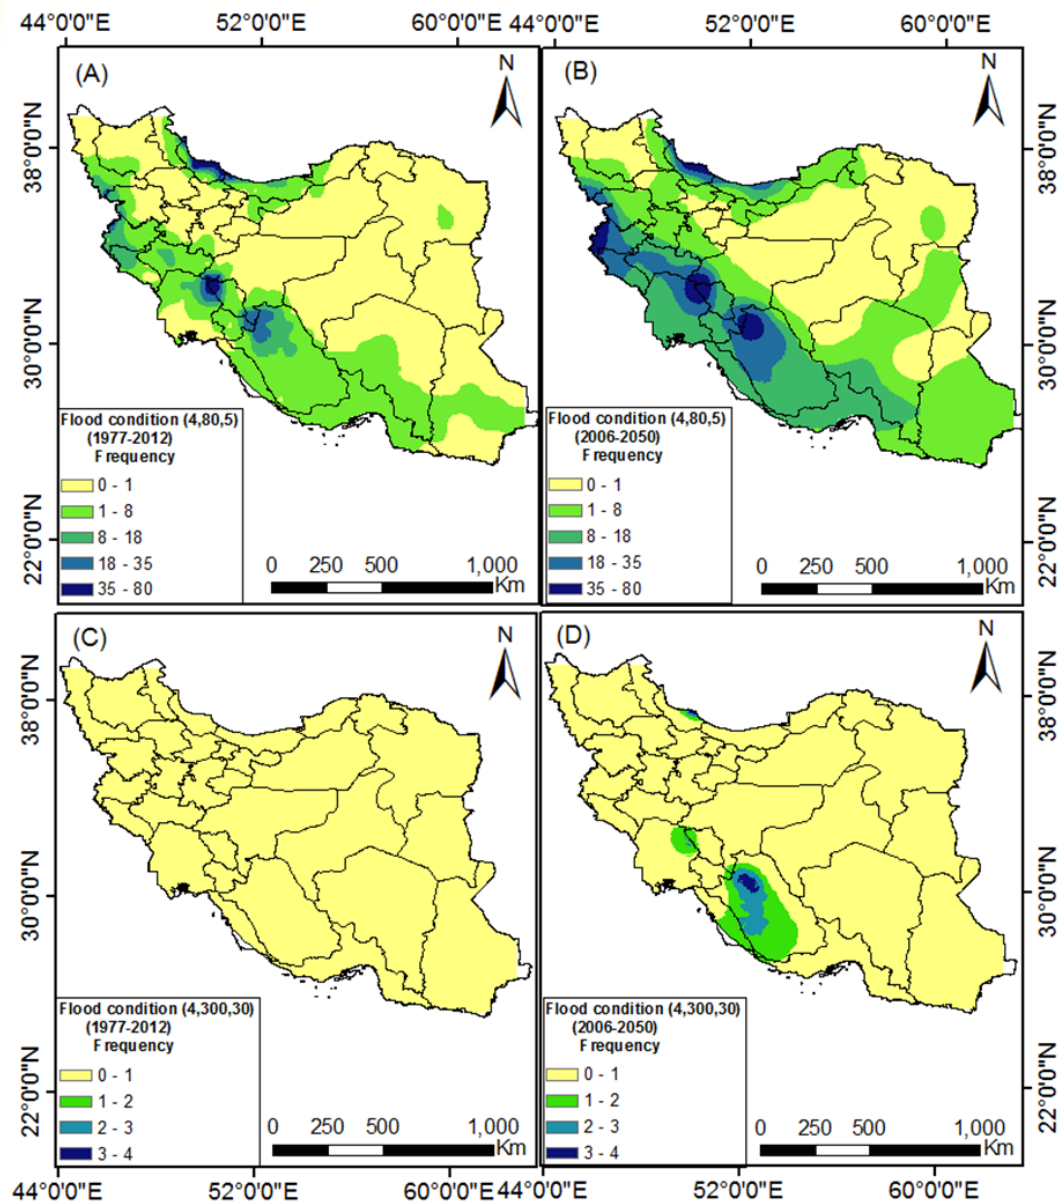 44°0'0"E 52°0'0"E 60°0'0"E 44°0'0"E 52°0'0"E 60°0'0"E
(A)
N
(B)
N
38°0'0"N
30°0'0"N
22°0'0"N
38°0'0"N
30°0'0"N
22°0'0"N
Flood condition (4,80,5)
(1977-2012)
Frequency
0 - 1
1 - 8
8 - 18
18 - 35
35 - 80
0 250 500 1,000
Km
Flood condition (4,80,5)
(2006-2050)
Frequency
0 - 1
1 - 8
8 - 18
18 - 35
35 - 80
0 250 500 1,000
Km
(C)
N
(D)
N
38°0'0"N
30°0'0"N
22°0'0"N
38°0'0"N
30°0'0"N
22°0'0"N
Flood condition (4,300,30)
(1977-2012)
Frequency
0 - 1
1 - 2
2 - 3
3 - 4
0 250 500 1,000
Km
Flood condition (4,300,30)
(2006-2050)
Frequency
0 - 1
1 - 2
2 - 3
3 - 4
0 250 500 1,000
Km
44°0'0"E 52°0'0"E 60°0'0"E 44°0'0"E 52°0'0"E 60°0'0"E